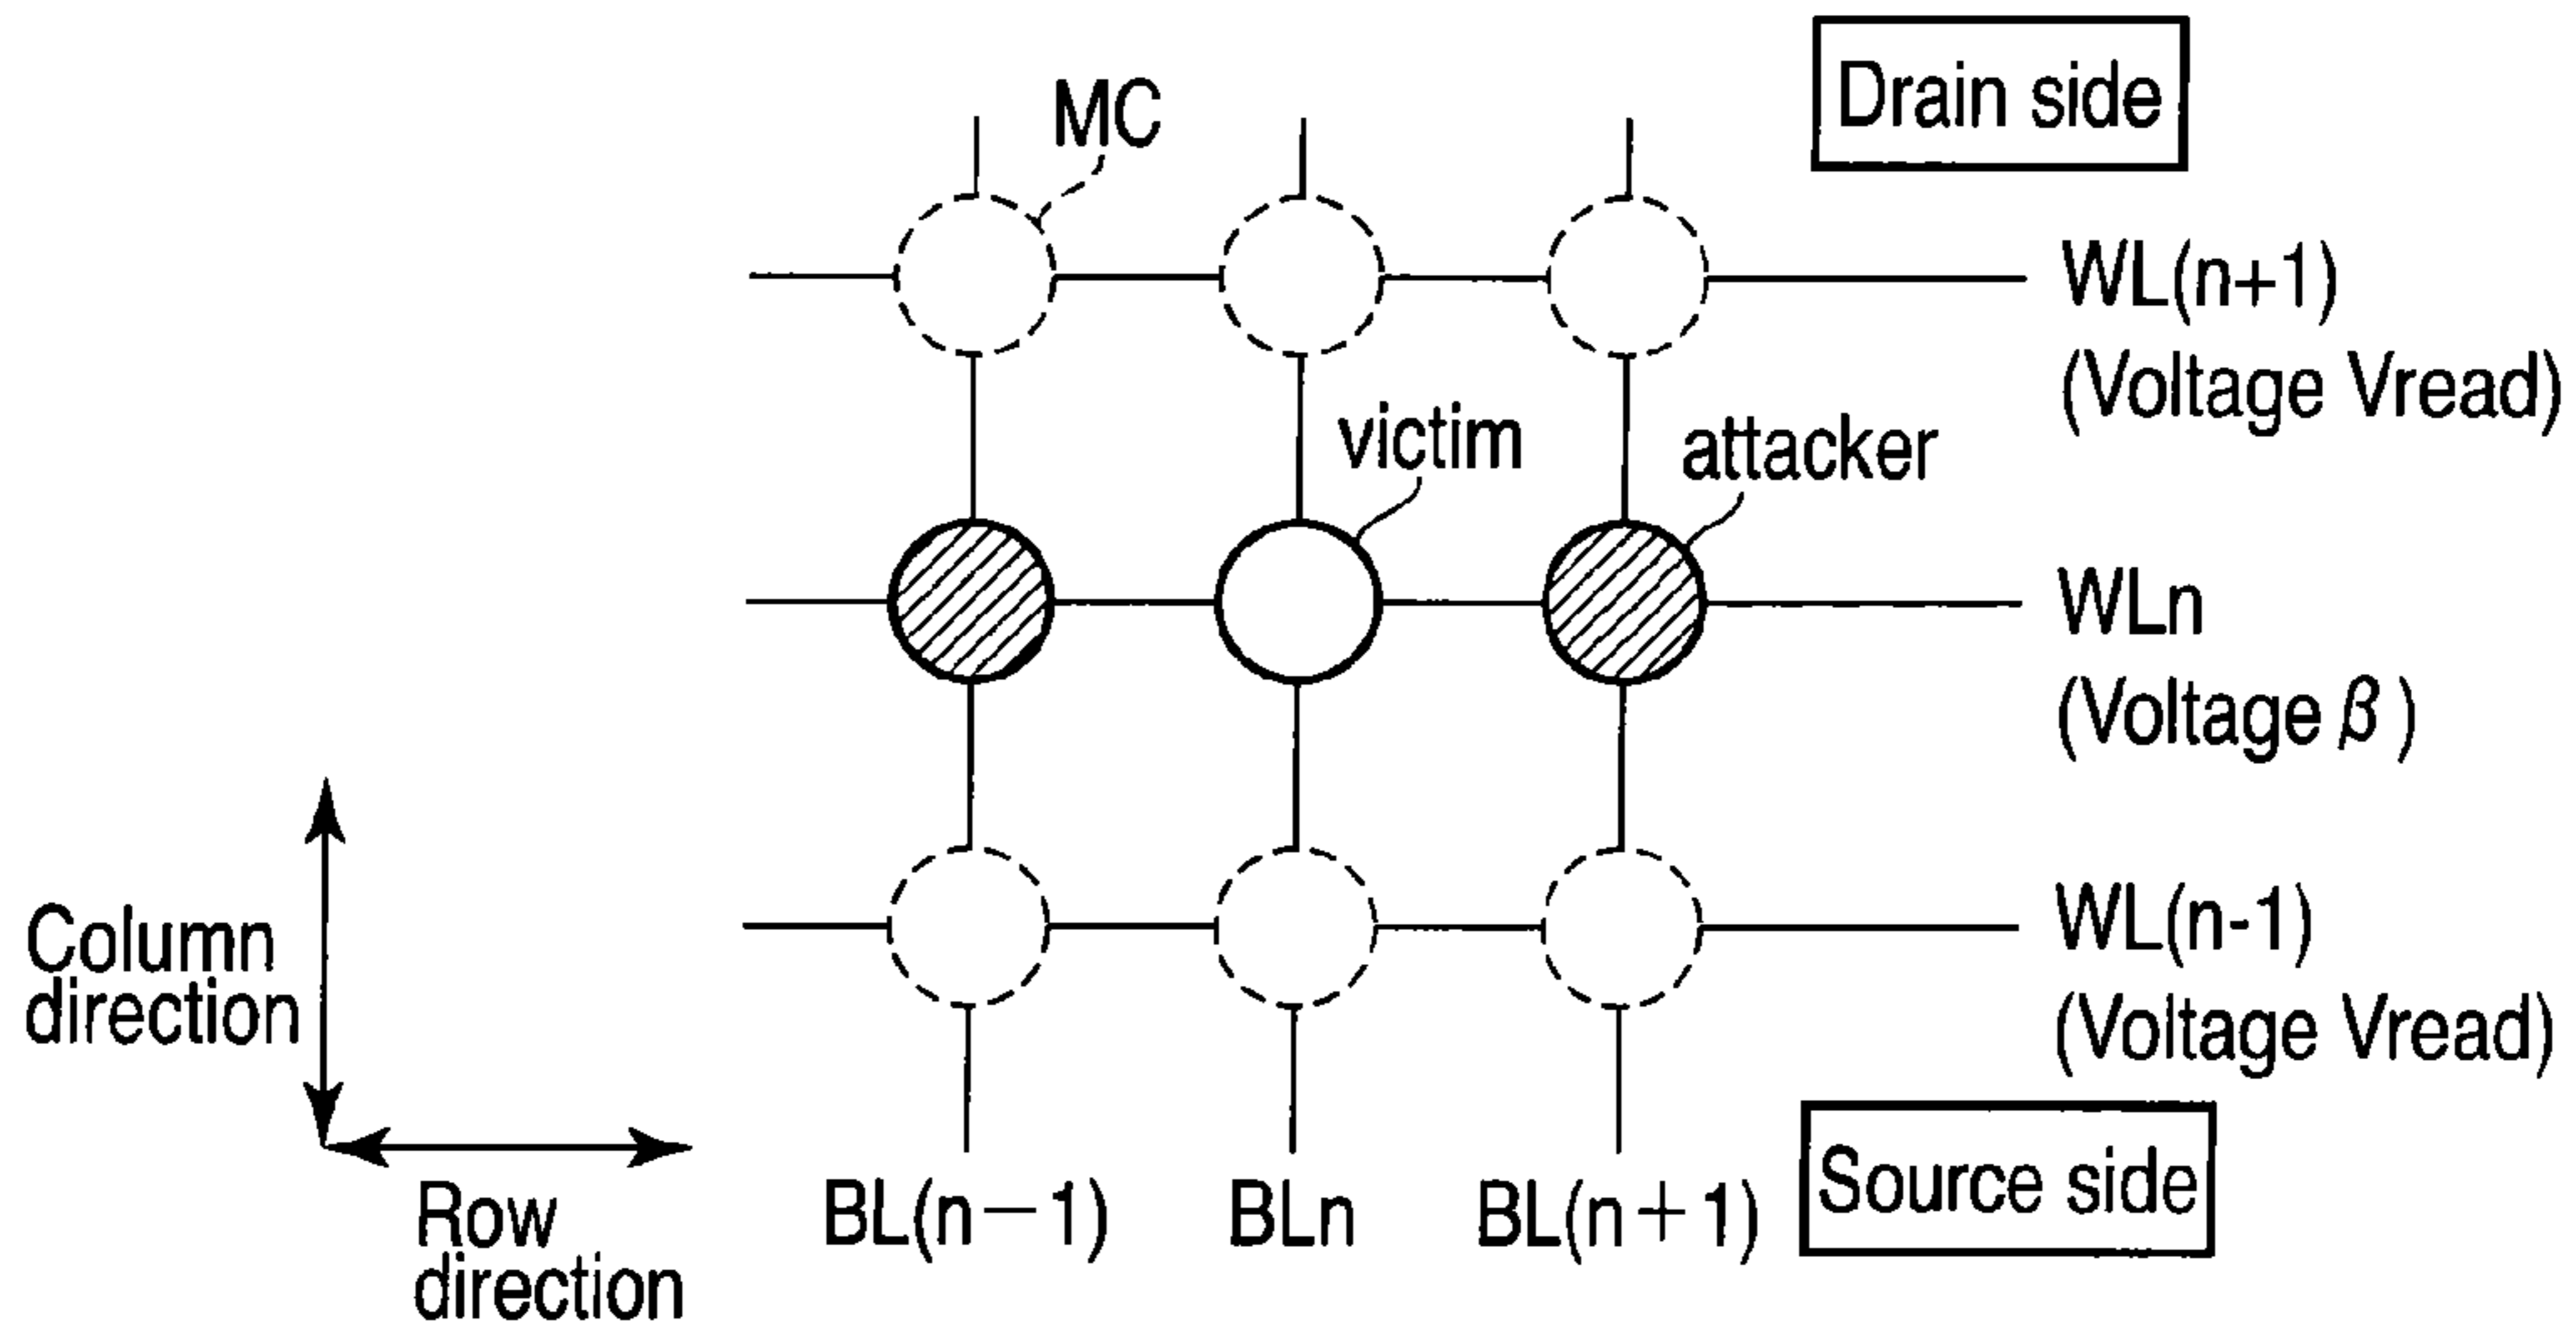 Drain side
MC
WL(n+1)
(Voltage Vread)
victim
attacker
WLn
(Voltage β)
WL(n-1)
(Voltage Vread)
Column
direction
Row
direction
BL(n−1)
BLn
BL(n+1)
Source side